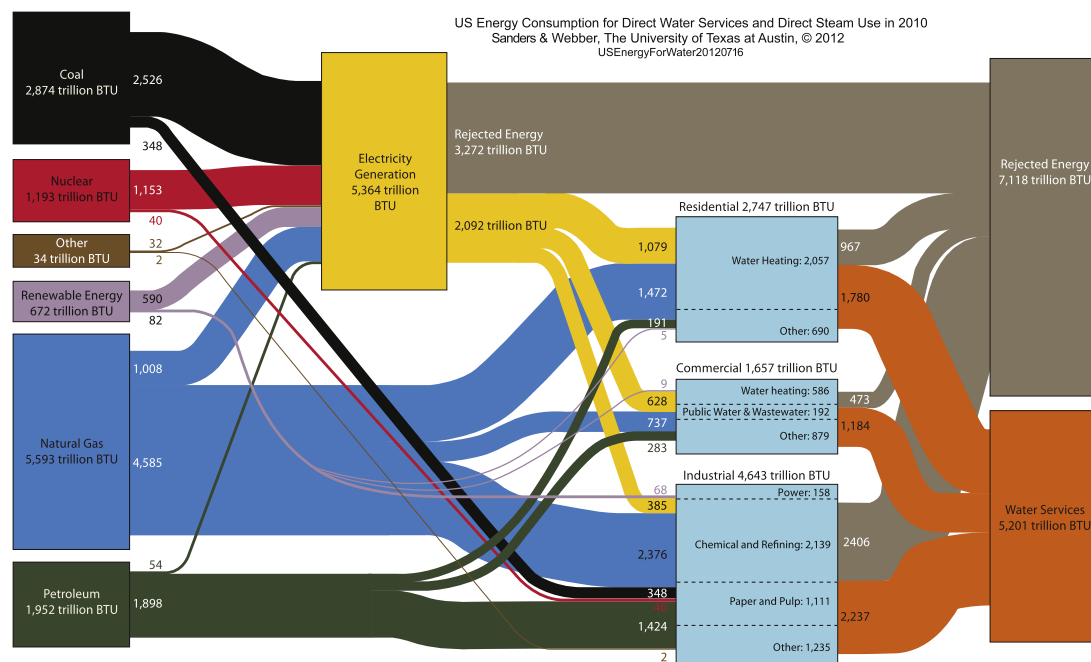 US Energy Consumption for Direct Water Services and Direct Steam Use in 2010
Sanders & Webber, The University of Texas at Austin, © 2012
USEnergyForWater20120716
Coal
2,874 trillion BTU
2,526
348
Nuclear
1,193 trillion BTU
1,153
40
Other
34 trillion BTU
32
2
Renewable Energy
672 trillion BTU
590
82
Natural Gas
5,593 trillion BTU
1,008
4,585
Petroleum
1,952 trillion BTU
54
1,898
Electricity
Generation
5,364 trillion
BTU
Rejected Energy
3,272 trillion BTU
2,092 trillion BTU
Residential 2,747 trillion BTU
1,079
1,472
191
5
Water Heating: 2,057
Other: 690
967
1,780
Commercial 1,657 trillion BTU
9
628
737
283
Water heating: 586
Public Water & Wastewater: 192
Other: 879
473
1,184
Industrial 4,643 trillion BTU
68
385
2,376
348
40
1,424
2
Power: 158
Chemical and Refining: 2,139
Paper and Pulp: 1,111
Other: 1,235
2406
2,237
Rejected Energy
7,118 trillion BTU
Water Services
5,201 trillion BTU